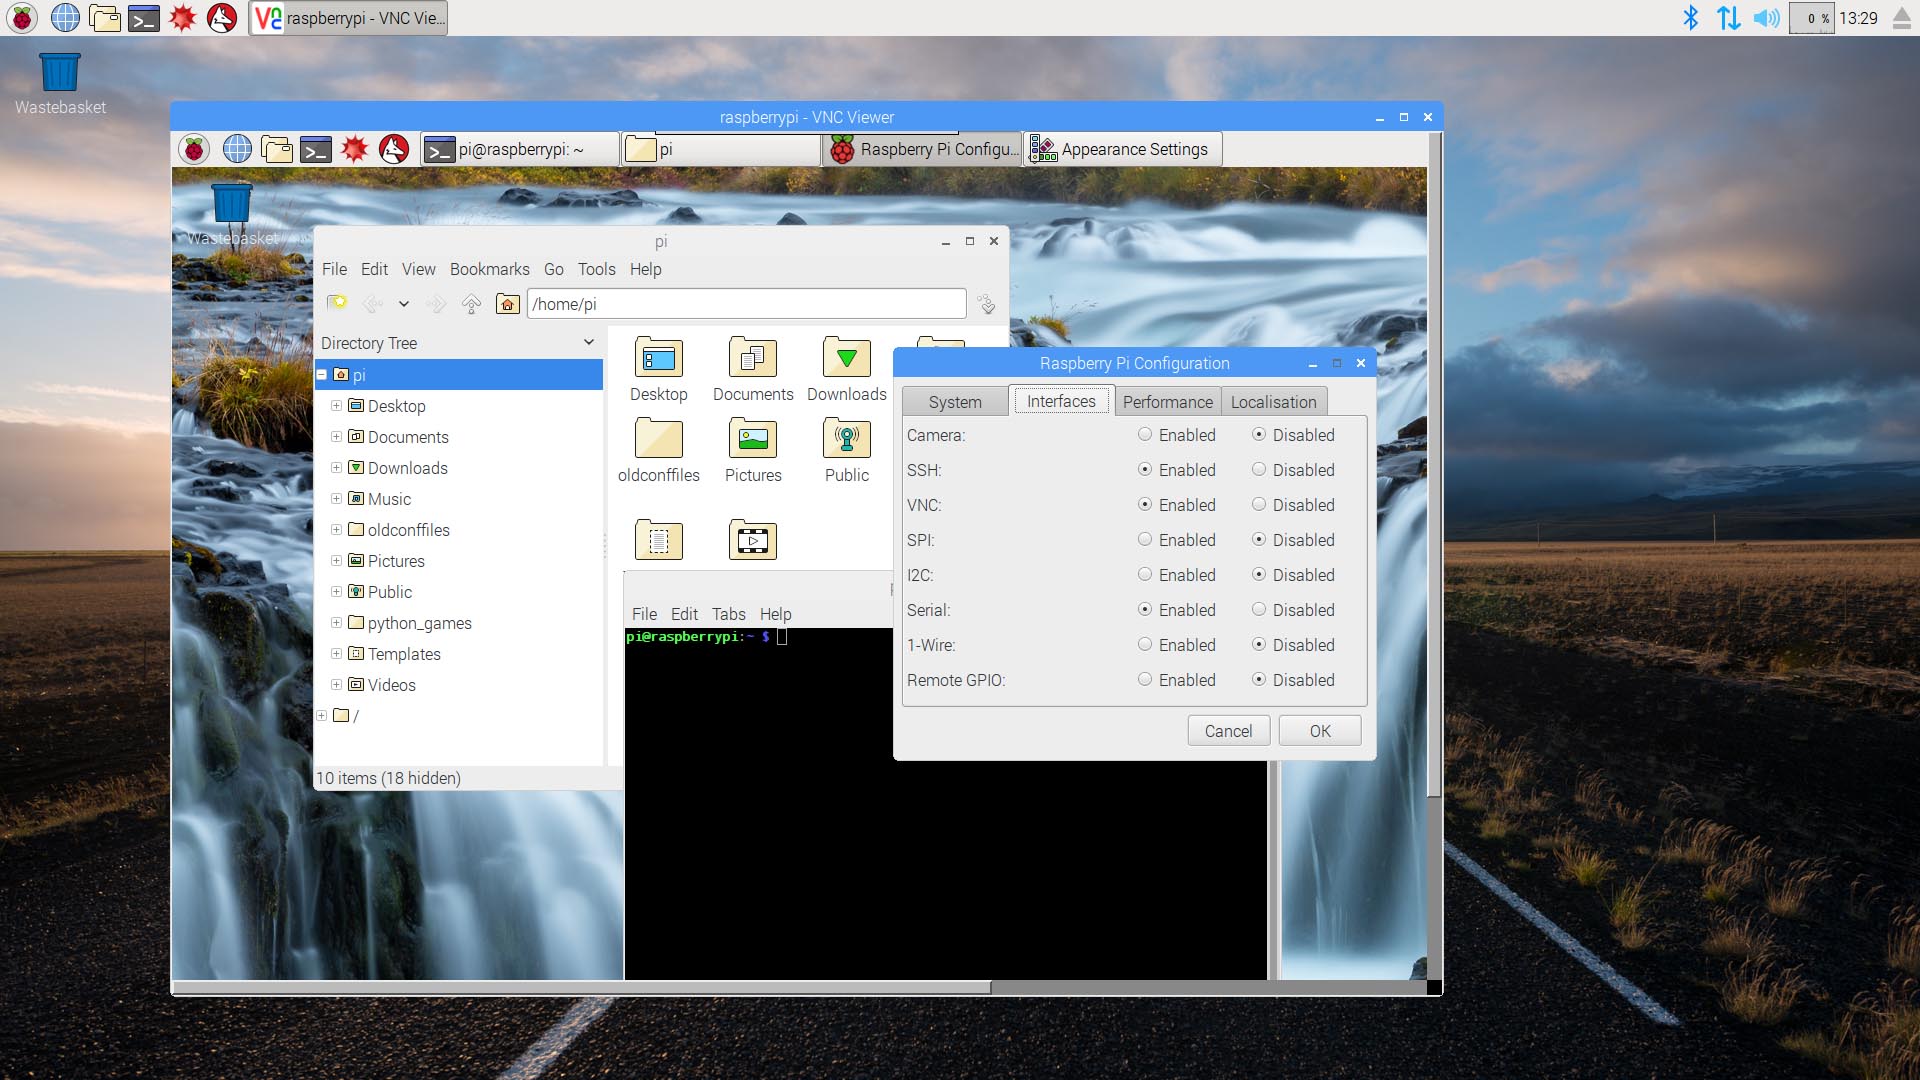 raspberrypi - VNC Vie...
0 %
13:29
Wastebasket
raspberrypi - VNC Viewer
pi@raspberrypi: ~
pi
Raspberry Pi Configu...
Appearance Settings
Wastebasket
pi
File Edit View Bookmarks Go Tools Help
/home/pi
Directory Tree
pi
Desktop
Documents
Downloads
Music
oldconffiles
Pictures
Public
python_games
Templates
Videos
/
10 items (18 hidden)
Desktop Documents Downloads
oldconffiles Pictures Public
File Edit Tabs Help
pi@raspberrypi:~ $
Raspberry Pi Configuration
System Interfaces Performance Localisation
Camera: Enabled Disabled
SSH: Enabled Disabled
VNC: Enabled Disabled
SPI: Enabled Disabled
I2C: Enabled Disabled
Serial: Enabled Disabled
1-Wire: Enabled Disabled
Remote GPIO: Enabled Disabled
Cancel OK